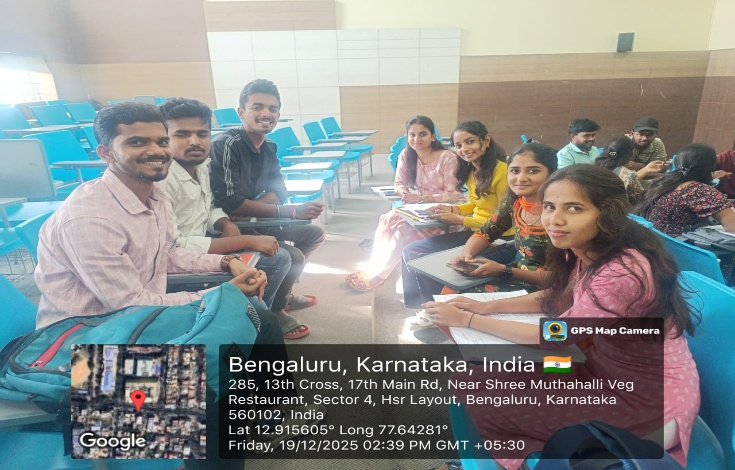 GPS Map Camera
Bengaluru, Karnataka, India
285, 13th Cross, 17th Main Rd, Near Shree Muthahalli Veg
Restaurant, Sector 4, Hsr Layout, Bengaluru, Karnataka
560102, India
Lat 12.915605° Long 77.64281°
Friday, 19/12/2025 02:39 PM GMT +05:30
Google